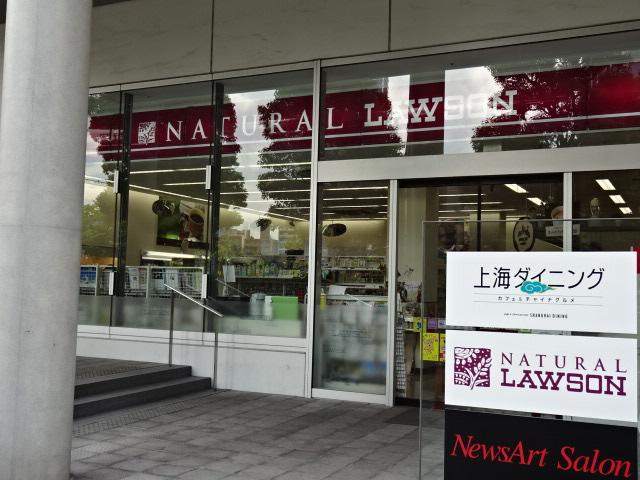 NATURAL LAWSON
上海ダイニング
カフェ&チャイナグルメ
SHANGHAI DINING
NATURAL
LAWSON
NewsArt Salon